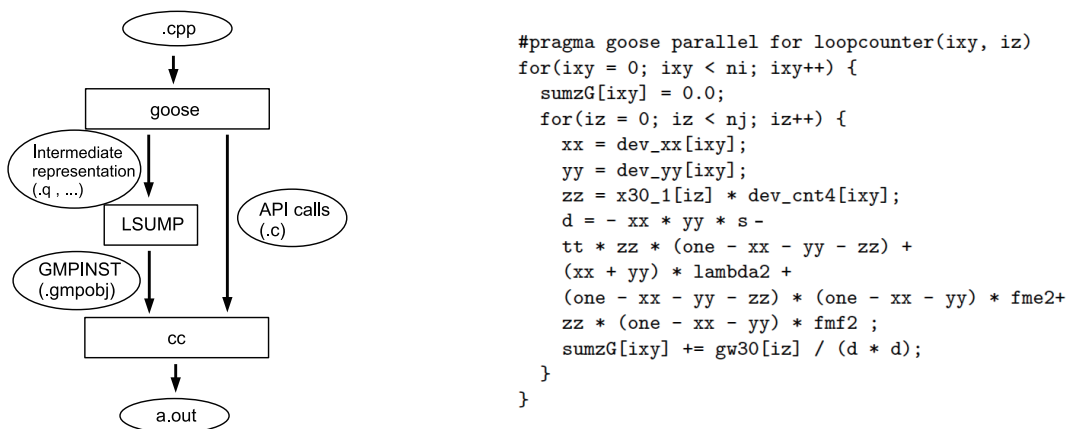 .cpp
goose
Intermediate
representation
(.q , ...)
LSUMP
API calls
(.c)
GMPINST
(.gmpobj)
cc
a.out
#pragma goose parallel for loopcounter(ixy, iz)
for(ixy = 0; ixy < ni; ixy++) {
  sumzG[ixy] = 0.0;
  for(iz = 0; iz < nj; iz++) {
    xx = dev_xx[ixy];
    yy = dev_yy[ixy];
    zz = x30_1[iz] * dev_cnt4[ixy];
    d = - xx * yy * s -
    tt * zz * (one - xx - yy - zz) +
    (xx + yy) * lambda2 +
    (one - xx - yy - zz) * (one - xx - yy) * fme2+
    zz * (one - xx - yy) * fmf2 ;
    sumzG[ixy] += gw30[iz] / (d * d);
  }
}